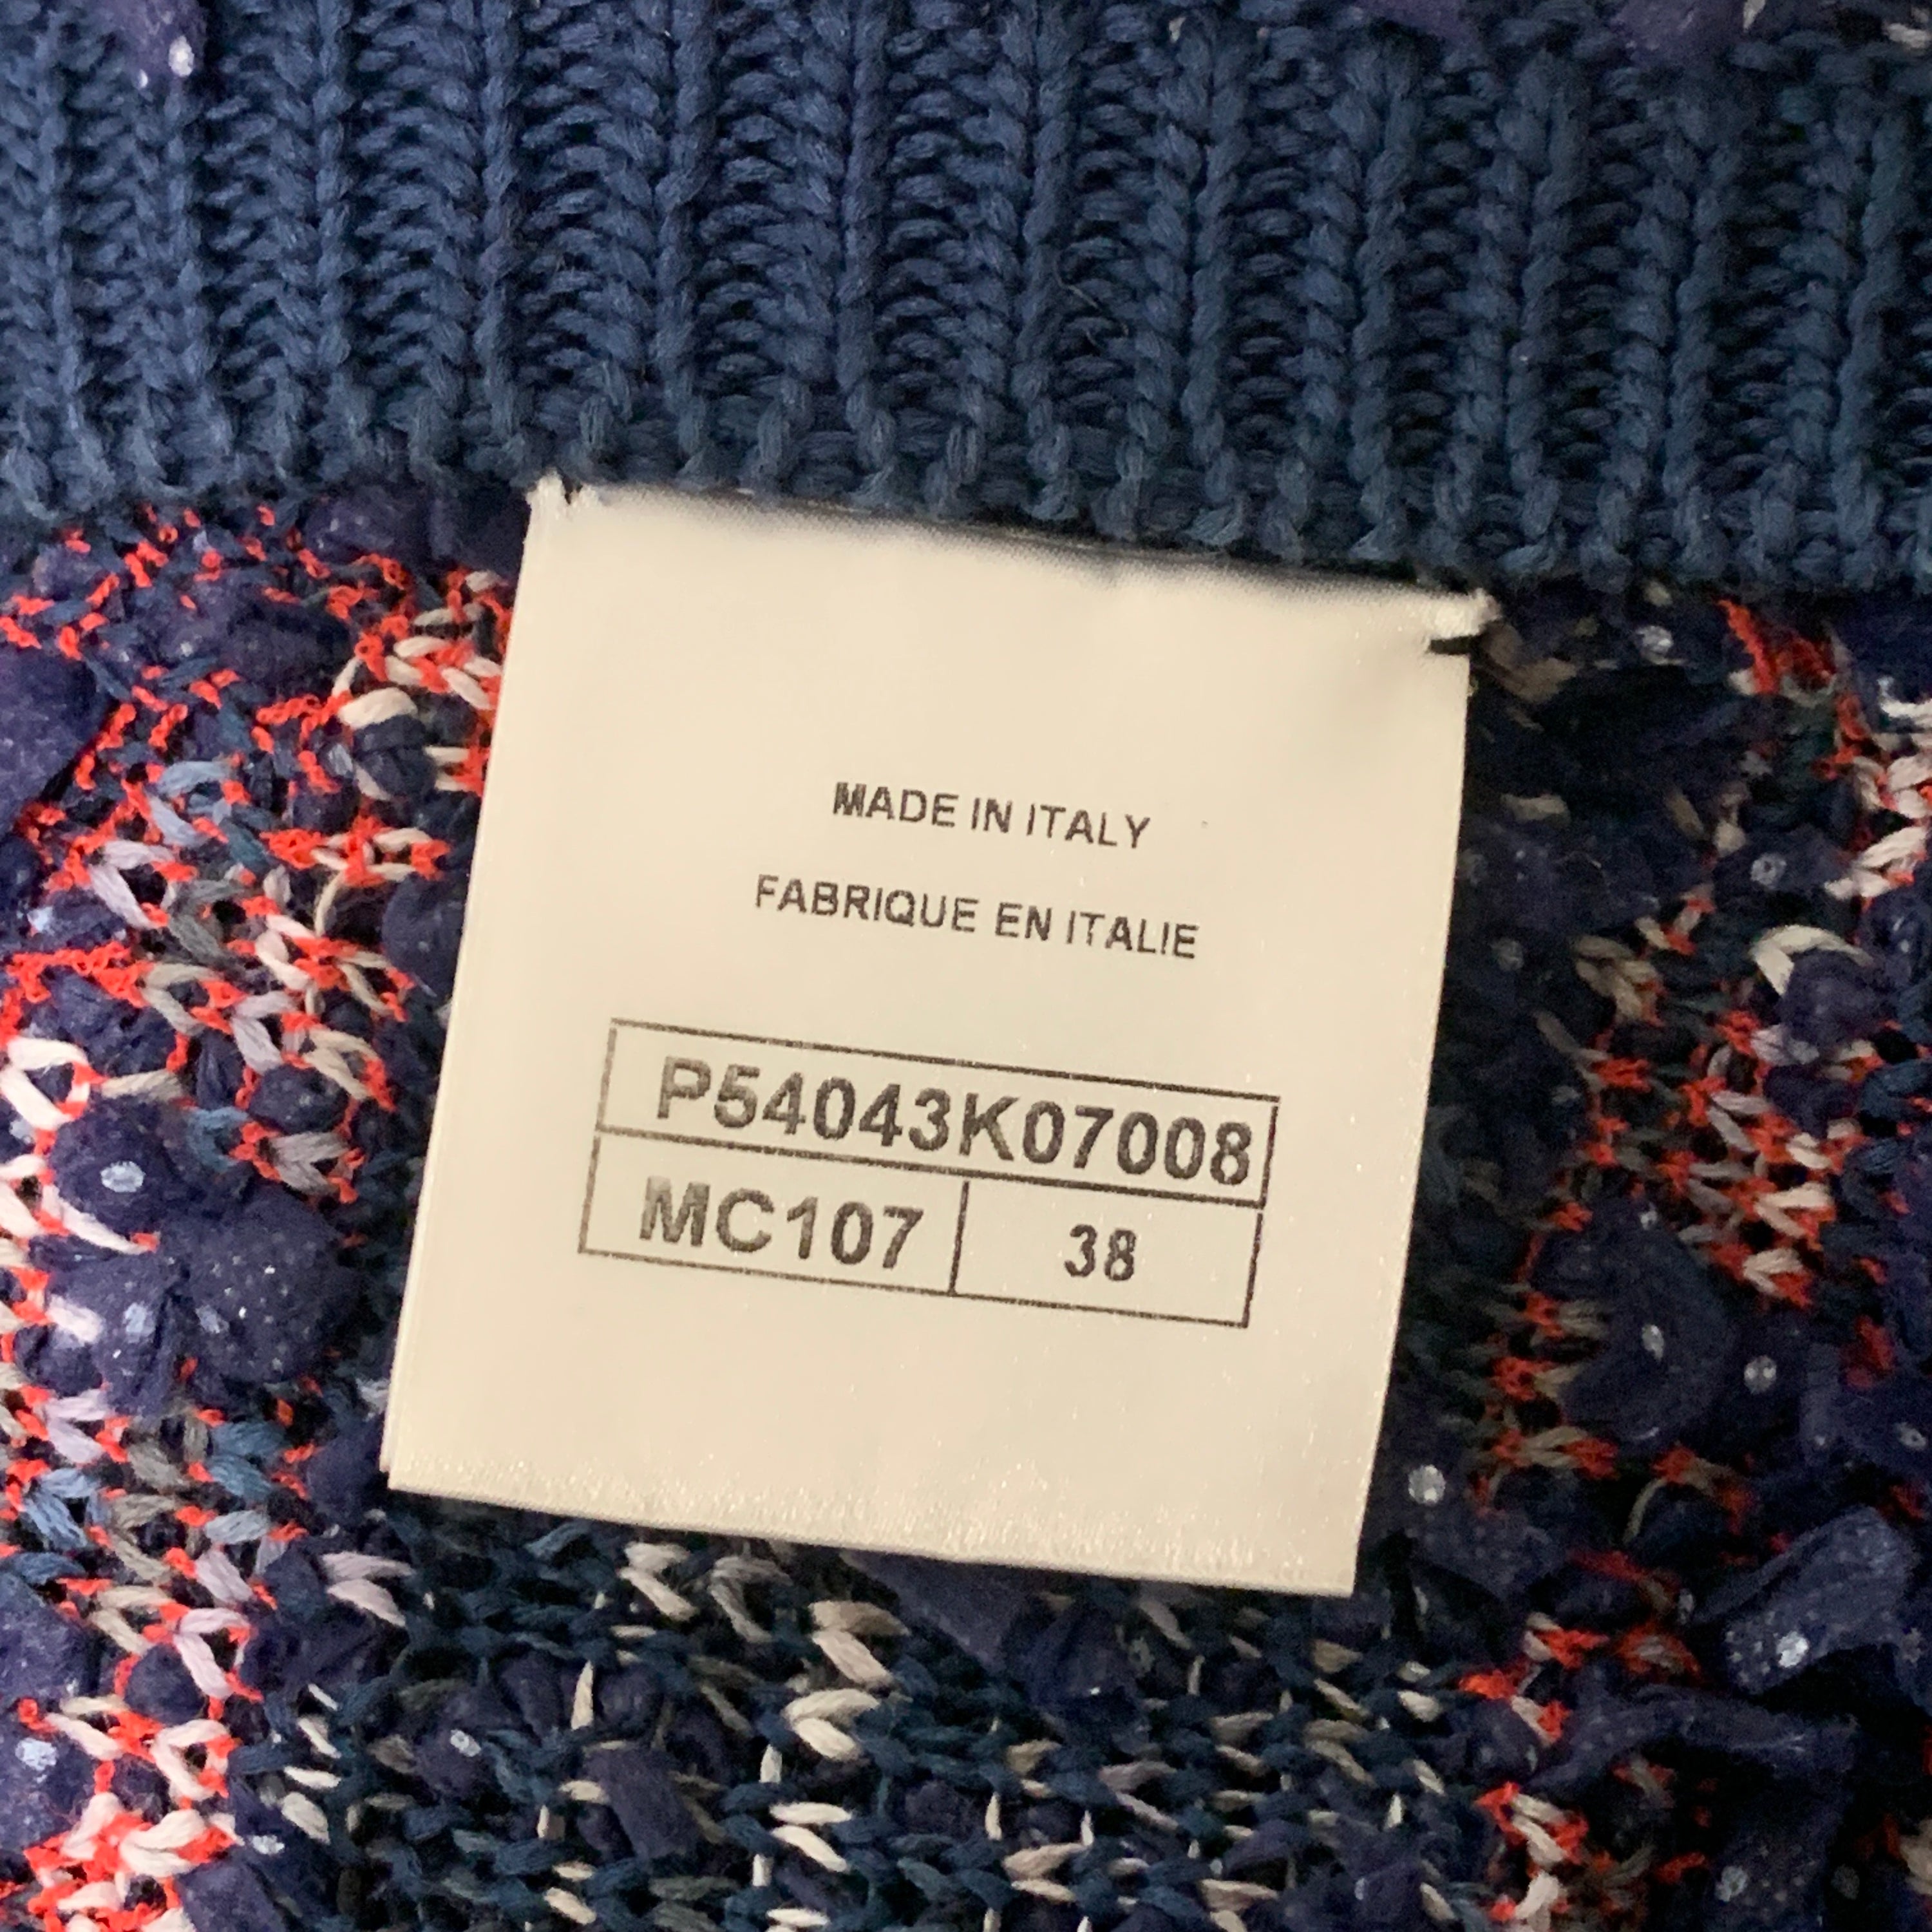 MADE IN ITALY
FABRIQUE EN ITALIE
P54043K07008
MC107 38